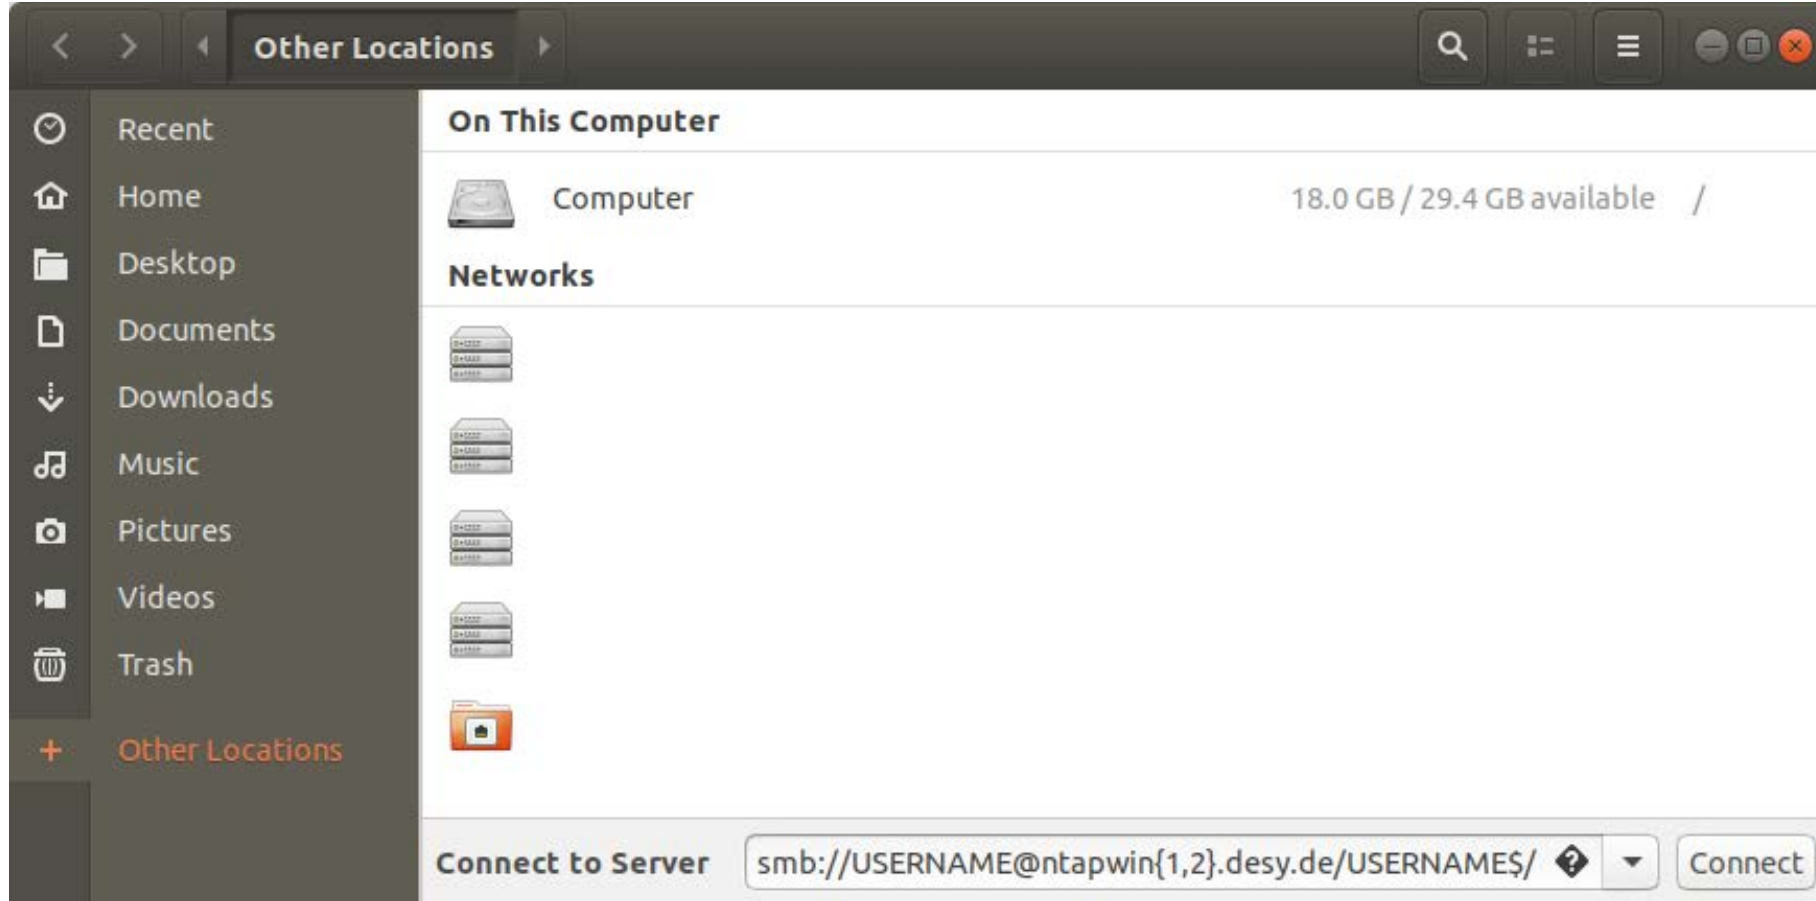 Other Locations
Recent
Home
Desktop
Documents
Downloads
Music
Pictures
Videos
Trash
Other Locations
On This Computer
Computer 18.0 GB / 29.4 GB available /
Networks
Connect to Server smb://USERNAME@ntapwin{1,2}.desy.de/USERNAME$/ Connect